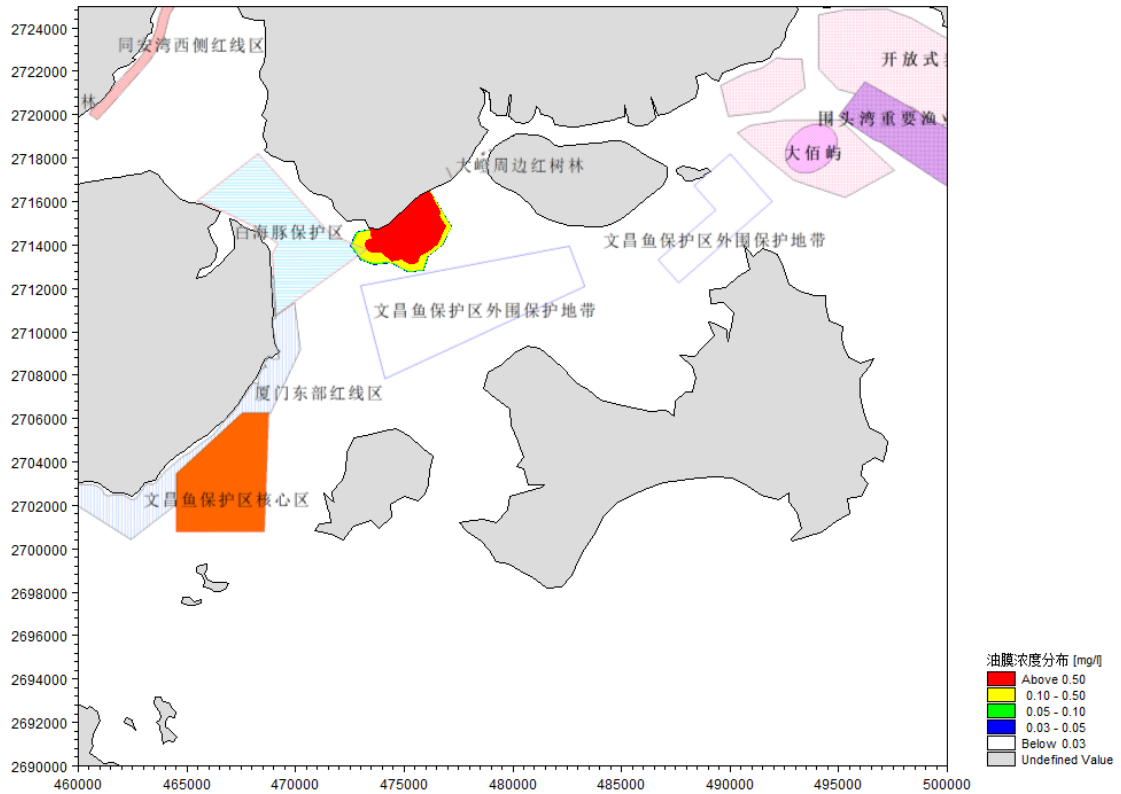 2724000
2722000
2720000
2718000
2716000
2714000
2712000
2710000
2708000
2706000
2704000
2702000
2700000
2698000
2696000
2694000
2692000
2690000
460000 465000 470000 475000 480000 485000 490000 495000 500000
同安湾西侧红线区
林
开放式
围头湾重要渔
大佰屿
大嶝周边红树林
白海豚保护区
文昌鱼保护区外围保护地带
文昌鱼保护区外围保护地带
厦门东部红线区
文昌鱼保护区核心区
油膜浓度分布 [mg/l]
Above 0.50
0.10 - 0.50
0.05 - 0.10
0.03 - 0.05
Below 0.03
Undefined Value